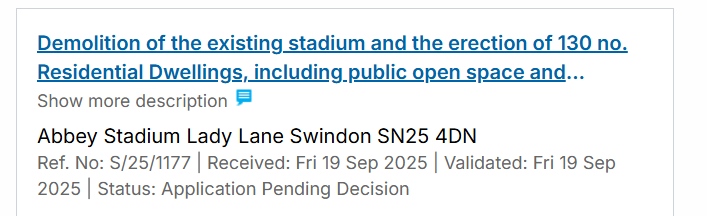 Demolition of the existing stadium and the erection of 130 no.
Residential Dwellings, including public open space and...
Show more description
Abbey Stadium Lady Lane Swindon SN25 4DN
Ref. No: S/25/1177 | Received: Fri 19 Sep 2025 | Validated: Fri 19 Sep
2025 | Status: Application Pending Decision